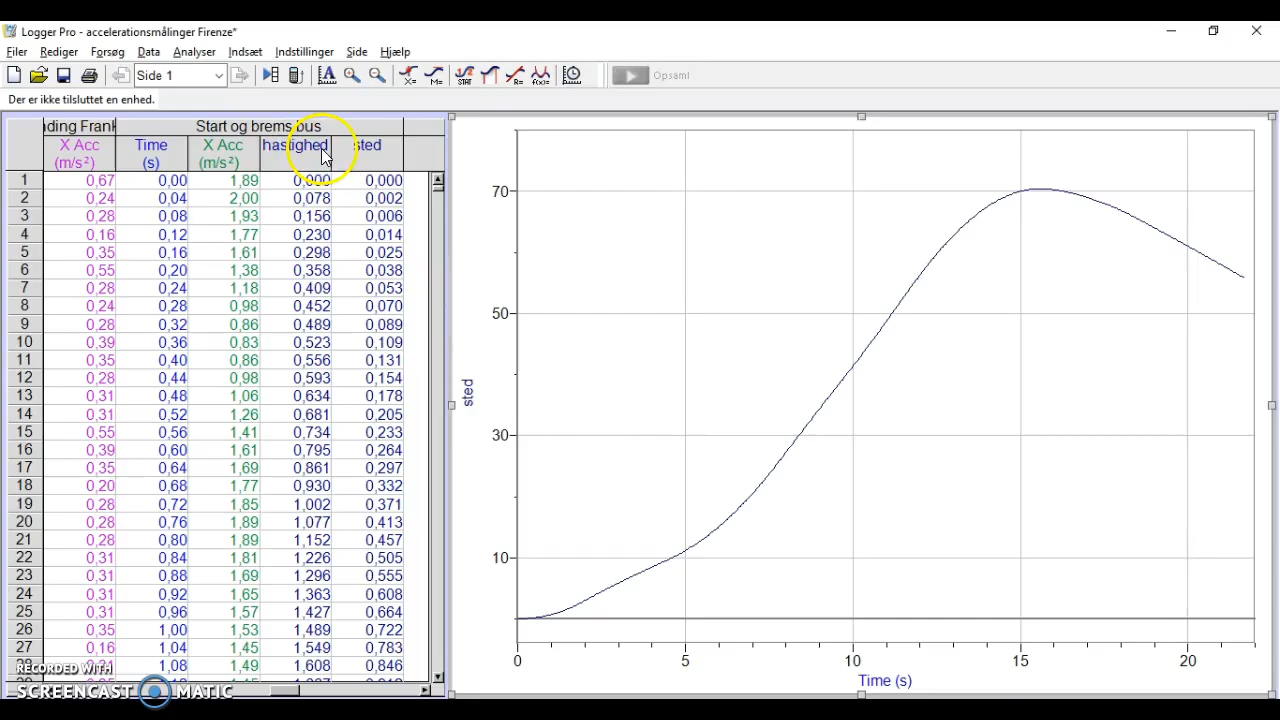 Logger Pro - accelerationsmålinger Firenze*
Filer Rediger Forsøg Data Analyser Indsæt Indstillinger Side Hjælp
Side 1 Opsaml
Der er ikke tilsluttet en enhed.
nding Frank Start og brems bus
X Acc Time X Acc hastighed sted
(m/s²) (s) (m/s²)
1 0,67 0,00 1,89 0,000 0,000
2 0,24 0,04 2,00 0,078 0,002
3 0,28 0,08 1,93 0,156 0,006
4 0,16 0,12 1,77 0,230 0,014
5 0,35 0,16 1,61 0,298 0,025
6 0,55 0,20 1,38 0,358 0,038
7 0,28 0,24 1,18 0,409 0,053
8 0,24 0,28 0,98 0,452 0,070
9 0,28 0,32 0,86 0,489 0,089
10 0,39 0,36 0,83 0,523 0,109
11 0,35 0,40 0,86 0,556 0,131
12 0,28 0,44 0,98 0,593 0,154
13 0,31 0,48 1,06 0,634 0,178
14 0,31 0,52 1,26 0,681 0,205
15 0,55 0,56 1,41 0,734 0,233
16 0,39 0,60 1,61 0,795 0,264
17 0,35 0,64 1,69 0,861 0,297
18 0,20 0,68 1,77 0,930 0,332
19 0,28 0,72 1,85 1,002 0,371
20 0,28 0,76 1,89 1,077 0,413
21 0,28 0,80 1,89 1,152 0,457
22 0,31 0,84 1,81 1,226 0,505
23 0,31 0,88 1,69 1,296 0,555
24 0,31 0,92 1,65 1,363 0,608
25 0,31 0,96 1,57 1,427 0,664
26 0,35 1,00 1,53 1,489 0,722
27 0,16 1,04 1,45 1,549 0,783
28 1,08 1,49 1,608 0,846
RECORDED WITH
SCREENCAST MATIC
70
50
sted
30
10
0 5 10 15 20
Time (s)